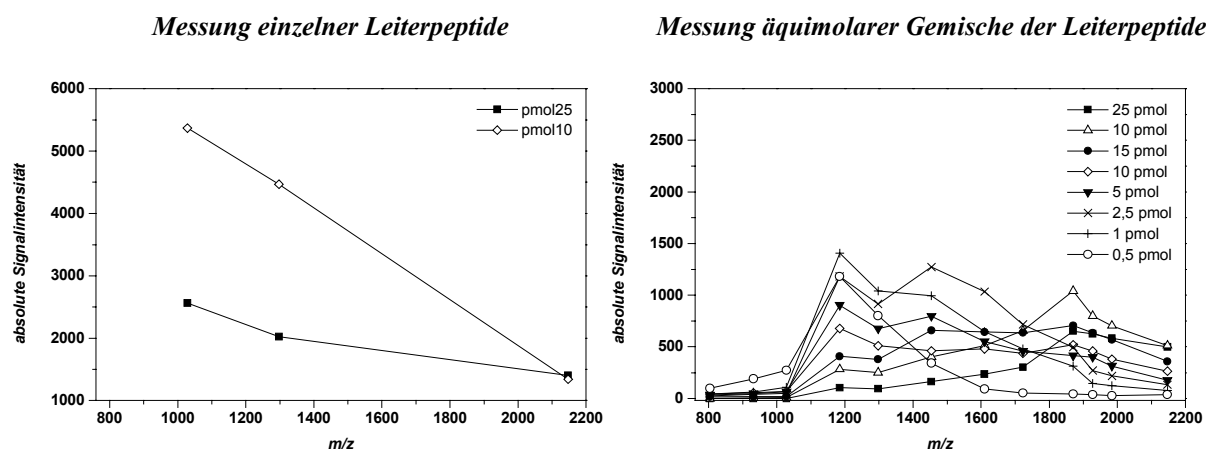 Messung einzelner Leiterpeptide
Messung äquimolarer Gemische der Leiterpeptide
6000
5000
4000
3000
2000
1000
absolute Signalintensität
800 1000 1200 1400 1600 1800 2000 2200
m/z
pmol25
pmol10
3000
2500
2000
1500
1000
500
0
absolute Signalintensität
800 1000 1200 1400 1600 1800 2000 2200
m/z
25 pmol
10 pmol
15 pmol
10 pmol
5 pmol
2,5 pmol
1 pmol
0,5 pmol